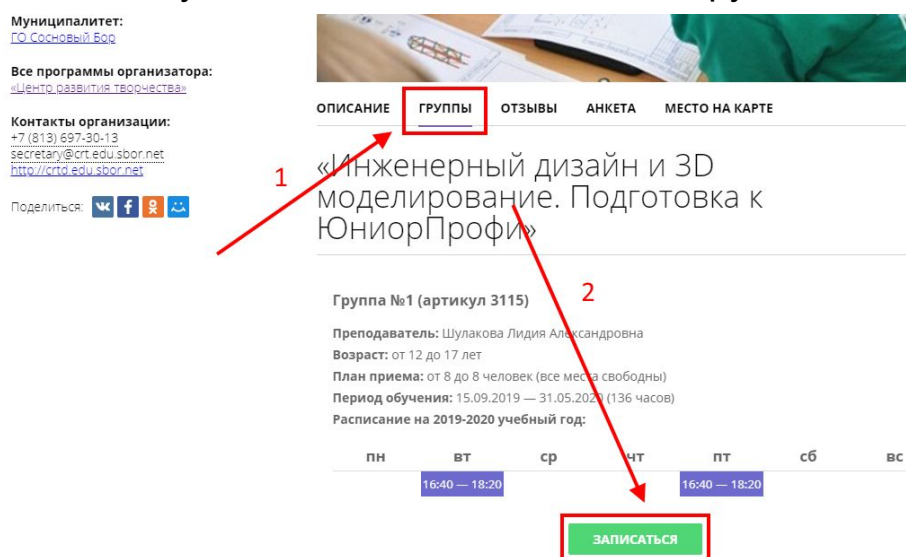 Муниципалитет:
ГО Сосновый Бор
Все программы организатора:
«Центр развития творчества»
Контакты организации:
+7 (813) 697-30-13
secretary@crt.edu.sbor.net
http://crtd.edu.sbor.net
Поделиться:
ОПИСАНИЕ ГРУППЫ ОТЗЫВЫ АНКЕТА МЕСТО НА КАРТЕ
1
«Инженерный дизайн и 3D
моделирование. Подготовка к
ЮниорПрофи»
2
Группа №1 (артикул 3115)
Преподаватель: Шулакова Лидия Александровна
Возраст: от 12 до 17 лет
План приема: от 8 до 8 человек (все места свободны)
Период обучения: 15.09.2019 — 31.05.2020 (136 часов)
Расписание на 2019-2020 учебный год:
пн вт ср чт пт сб вс
16:40 — 18:20 16:40 — 18:20
ЗАПИСАТЬСЯ